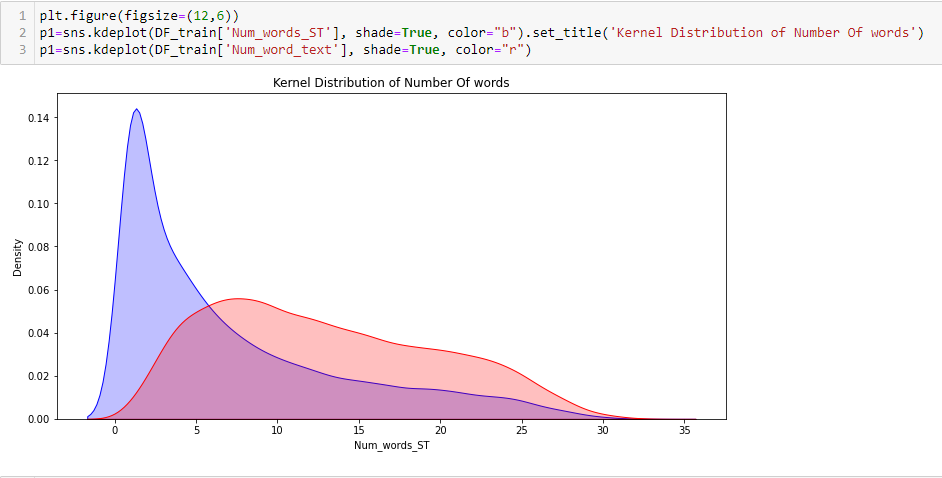 1 plt.figure(figsize=(12,6))
2 p1=sns.kdeplot(DF_train['Num_words_ST'], shade=True, color="b").set_title('Kernel Distribution of Number Of words')
3 p1=sns.kdeplot(DF_train['Num_word_text'], shade=True, color="r")
Kernel Distribution of Number Of words
0.14
0.12
0.10
0.08
0.06
0.04
0.02
0.00
Density
0 5 10 15 20 25 30 35
Num_words_ST